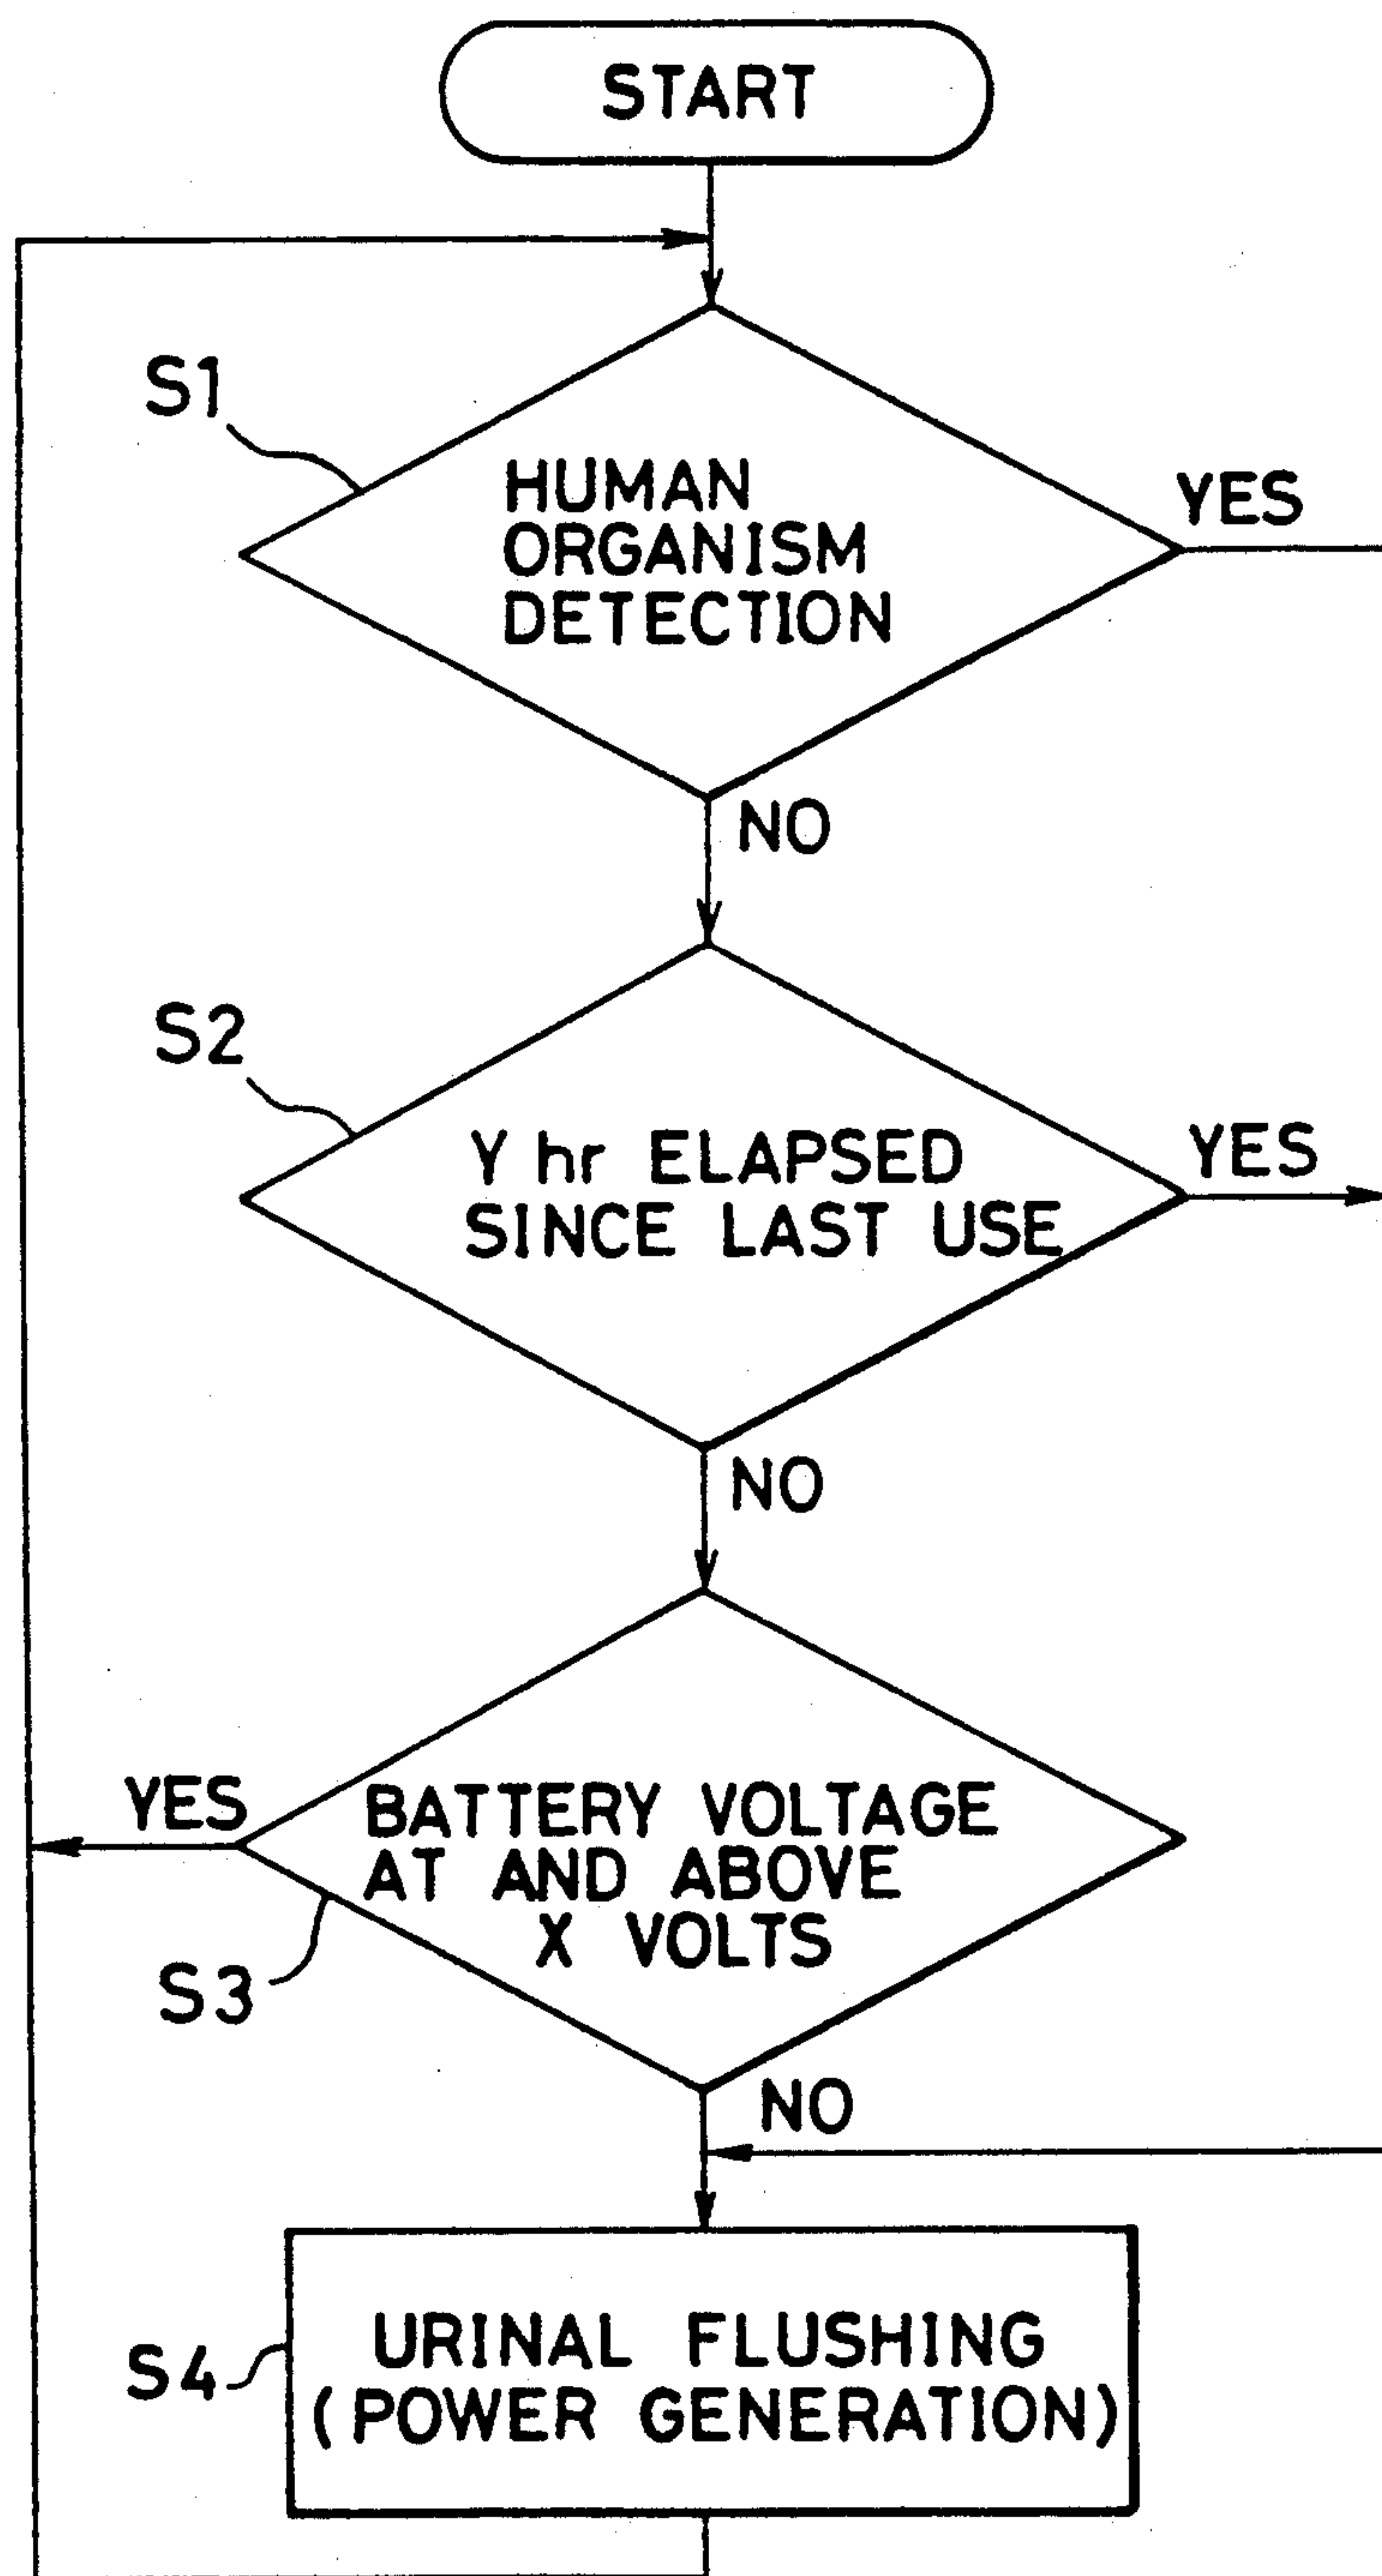 START
S1
HUMAN
ORGANISM
DETECTION
YES
NO
S2
Y hr ELAPSED
SINCE LAST USE
YES
NO
YES
BATTERY VOLTAGE
AT AND ABOVE
X VOLTS
S3
NO
S4
URINAL FLUSHING
(POWER GENERATION)